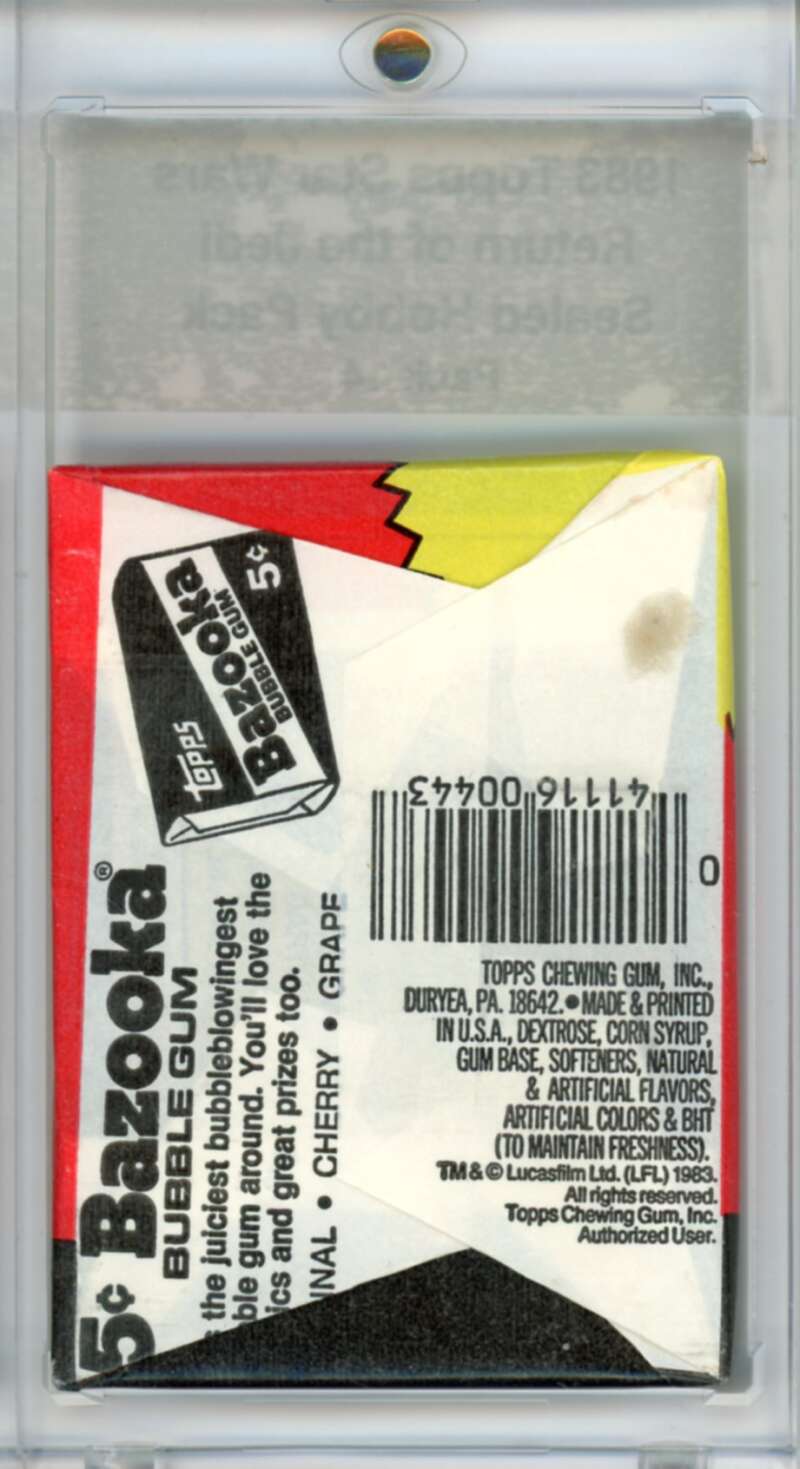 1983 Topps Star Wars
Return of the Jedi
Sealed Hobby Pack
Pack
topps
Bazooka
BUBBLE GUM
5¢
5¢ Bazooka®
BUBBLE GUM
the juiciest bubbleblowingest
ble gum around. You'll love the
ics and great prizes too.
INAL • CHERRY • GRAPE
0
41116 00443
TOPPS CHEWING GUM, INC.,
DURYEA, PA. 18642. • MADE & PRINTED
IN U.S.A., DEXTROSE, CORN SYRUP,
GUM BASE, SOFTENERS, NATURAL
& ARTIFICIAL FLAVORS,
ARTIFICIAL COLORS & BHT
(TO MAINTAIN FRESHNESS).
TM & © Lucasfilm Ltd. (LFL) 1983.
All rights reserved.
Topps Chewing Gum, Inc.
Authorized User.